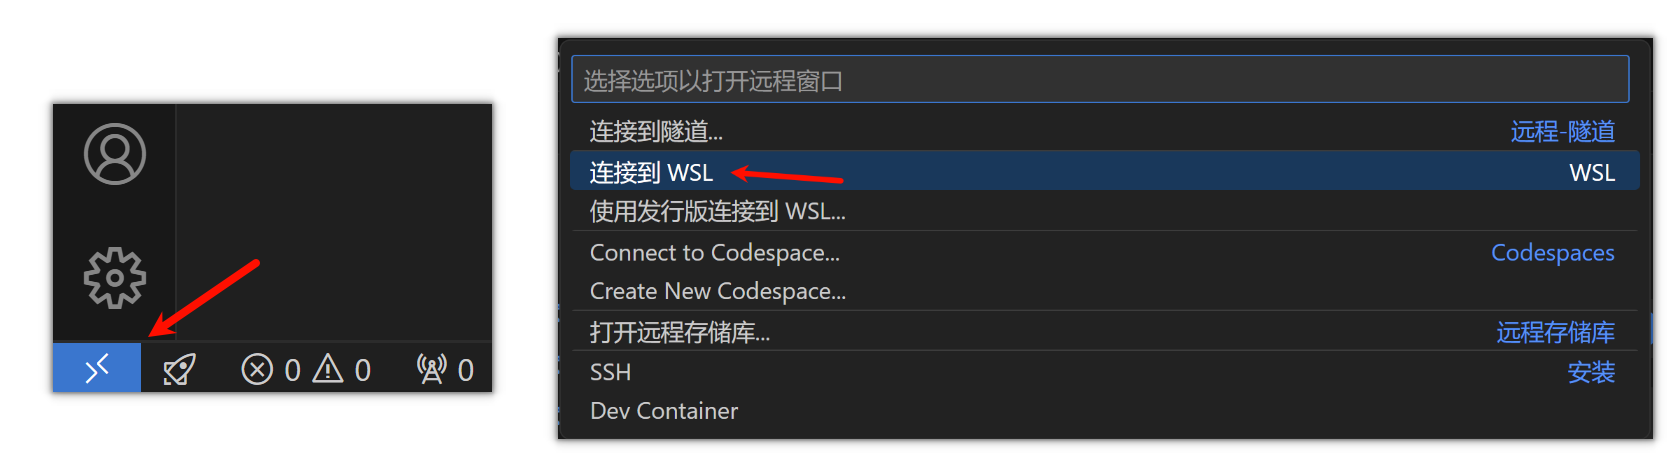 0 0 0
选择选项以打开远程窗口
连接到隧道... 远程-隧道
连接到 WSL WSL
使用发行版连接到 WSL...
Connect to Codespace... Codespaces
Create New Codespace...
打开远程存储库... 远程存储库
SSH 安装
Dev Container